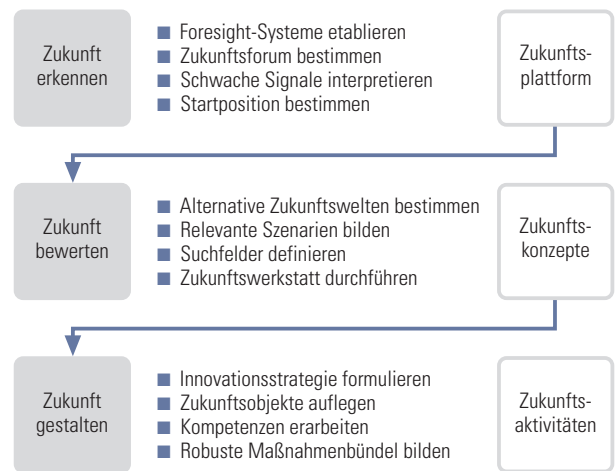 Zukunft
erkennen
■ Foresight-Systeme etablieren
■ Zukunftsforum bestimmen
■ Schwache Signale interpretieren
■ Startposition bestimmen
Zukunfts-
plattform
Zukunft
bewerten
■ Alternative Zukunftswelten bestimmen
■ Relevante Szenarien bilden
■ Suchfelder definieren
■ Zukunftswerkstatt durchführen
Zukunfts-
konzepte
Zukunft
gestalten
■ Innovationsstrategie formulieren
■ Zukunftsobjekte auflegen
■ Kompetenzen erarbeiten
■ Robuste Maßnahmenbündel bilden
Zukunfts-
aktivitäten